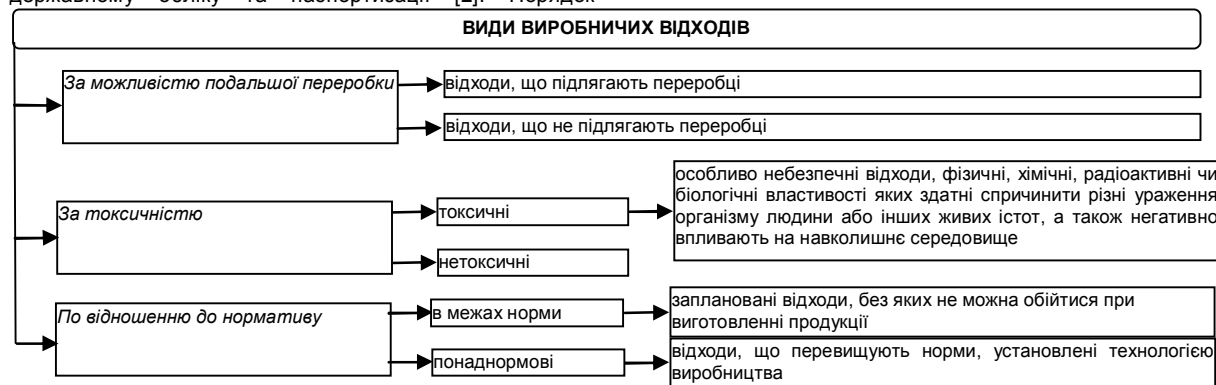 державному обліку та паспортизації [2]. Порядок
ВИДИ ВИРОБНИЧИХ ВІДХОДІВ
За можливістю подальшої переробки
відходи, що підлягають переробці
відходи, що не підлягають переробці
За токсичністю
токсичні
особливо небезпечні відходи, фізичні, хімічні, радіоактивні чи
біологічні властивості яких здатні спричинити різні ураження
організму людини або інших живих істот, а також негативно
впливають на навколишнє середовище
нетоксичні
По відношенню до нормативу
в межах норми
заплановані відходи, без яких не можна обійтися при
виготовленні продукції
понаднормові
відходи, що перевищують норми, установлені технологією
виробництва